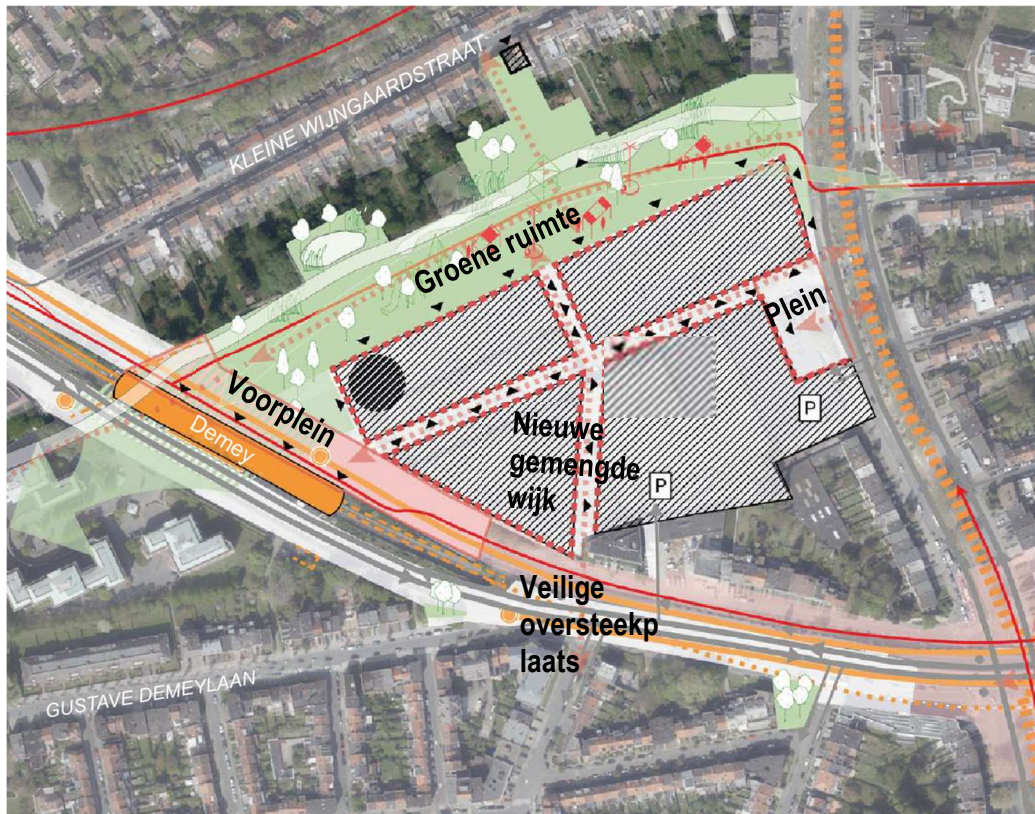 KLEINE WIJNGAARDSTRAAT
Groene ruimte
Plein
Voorplein
Demey
Nieuwe
gemengde
wijk
P
P
Veilige
oversteekp
laats
GUSTAVE DEMEYLAAN